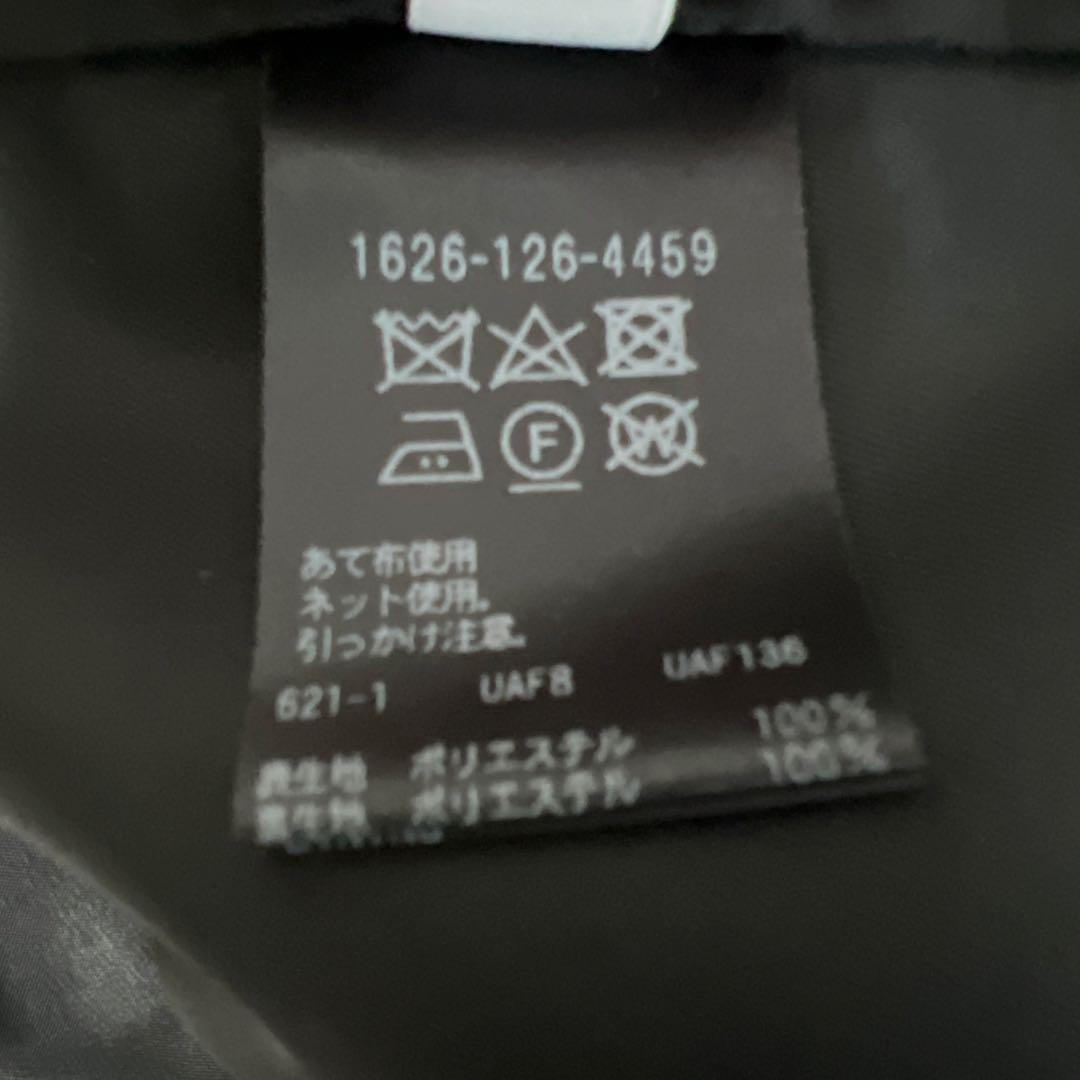 1626-126-4459
F
W
あて布使用
ネット使用。
引っかけ注意。
621-1 UAF8 UAF136
表生地 ポリエステル 100%
裏生地 ポリエステル 100%